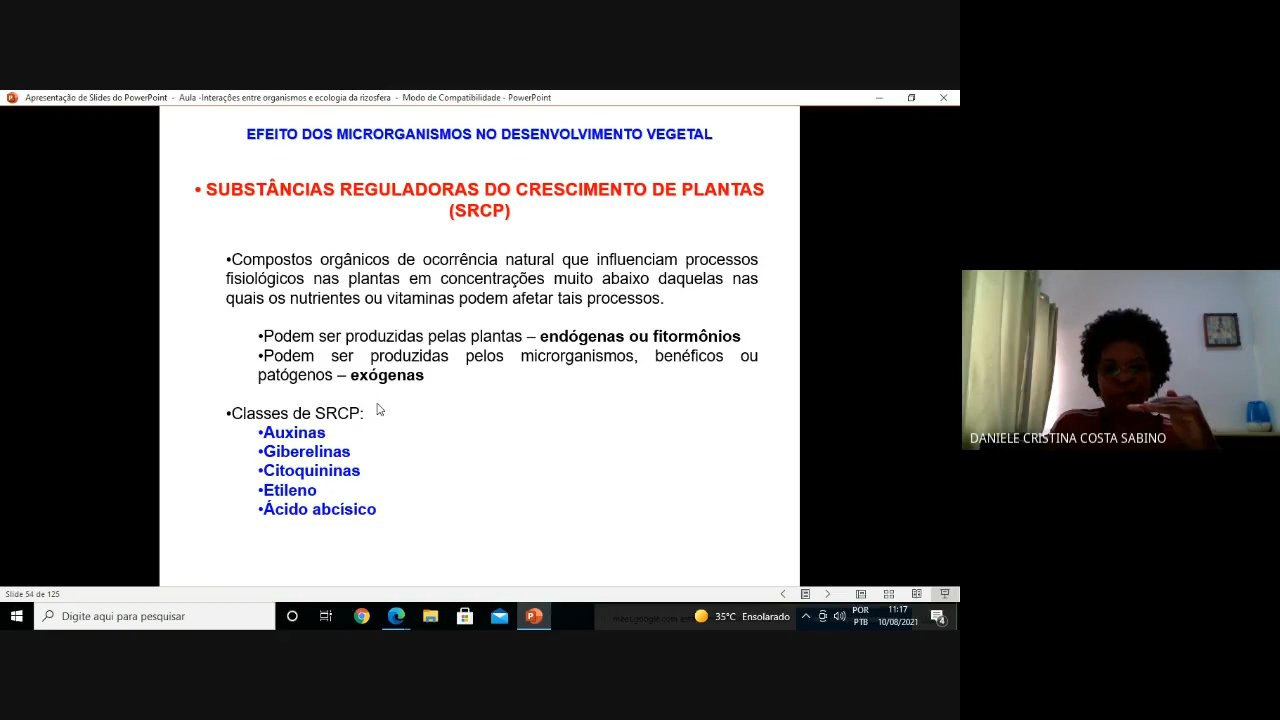 Apresentação de Slides do PowerPoint - Aula -Interações entre organismos e ecologia da rizosfera - Modo de Compatibilidade - PowerPoint
EFEITO DOS MICRORGANISMOS NO DESENVOLVIMENTO VEGETAL
• SUBSTÂNCIAS REGULADORAS DO CRESCIMENTO DE PLANTAS
(SRCP)
•Compostos orgânicos de ocorrência natural que influenciam processos
fisiológicos nas plantas em concentrações muito abaixo daquelas nas
quais os nutrientes ou vitaminas podem afetar tais processos.
•Podem ser produzidas pelas plantas – endógenas ou fitormônios
•Podem ser produzidas pelos microrganismos, benéficos ou
patógenos – exógenas
•Classes de SRCP:
•Auxinas
•Giberelinas
•Citoquininas
•Etileno
•Ácido abcísico
DANIELE CRISTINA COSTA SABINO
Slide 54 de 125
Digite aqui para pesquisar
35°C Ensolarado
POR
PTB
11:17
10/08/2021
4